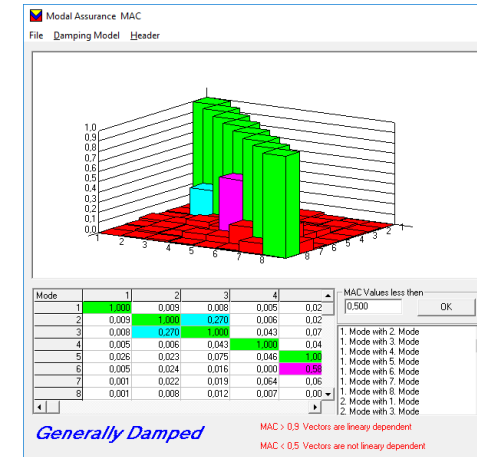 Modal Assurance MAC
File Damping Model Header
1,0
0,9
0,8
0,7
0,6
0,5
0,4
0,3
0,2
0,1
0,0
1 2 3 4 5 6 7 8
8 7 6 5 4 3 2 1
Mode 1 2 3 4
1 1,000 0,009 0,008 0,005 0,02
2 0,009 1,000 0,270 0,006 0,02
3 0,008 0,270 1,000 0,043 0,07
4 0,005 0,006 0,043 1,000 0,04
5 0,026 0,023 0,075 0,046 1,00
6 0,005 0,024 0,016 0,000 0,58
7 0,001 0,022 0,019 0,064 0,06
8 0,001 0,008 0,012 0,007 0,00
MAC Values less then
0,500 OK
1. Mode with 2. Mode
1. Mode with 3. Mode
1. Mode with 4. Mode
1. Mode with 5. Mode
1. Mode with 6. Mode
1. Mode with 7. Mode
1. Mode with 8. Mode
2. Mode with 1. Mode
2. Mode with 3. Mode
Generally Damped
MAC > 0,9 Vectors are lineary dependent
MAC < 0,5 Vectors are not lineary dependent